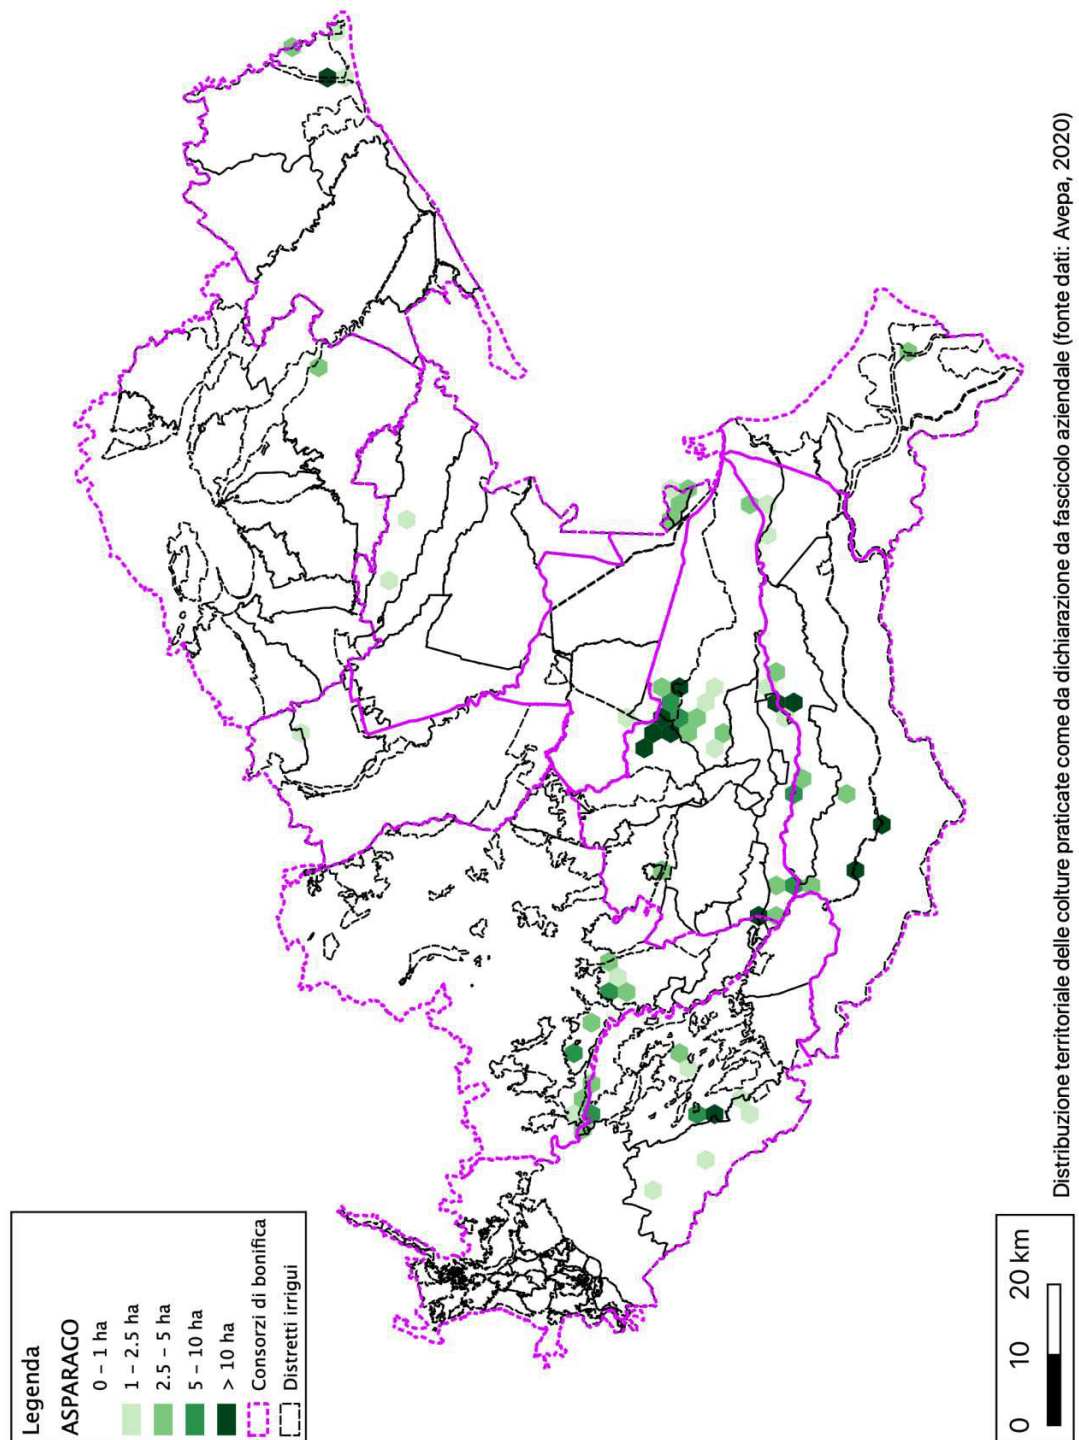 Legenda
ASPARAGO
0 – 1 ha
1 – 2.5 ha
2.5 – 5 ha
5 – 10 ha
> 10 ha
Consorzi di bonifica
Distretti irrigui
0 10 20 km
Distribuzione territoriale delle colture praticate come da dichiarazione da fascicolo aziendale (fonte dati: Avepa, 2020)